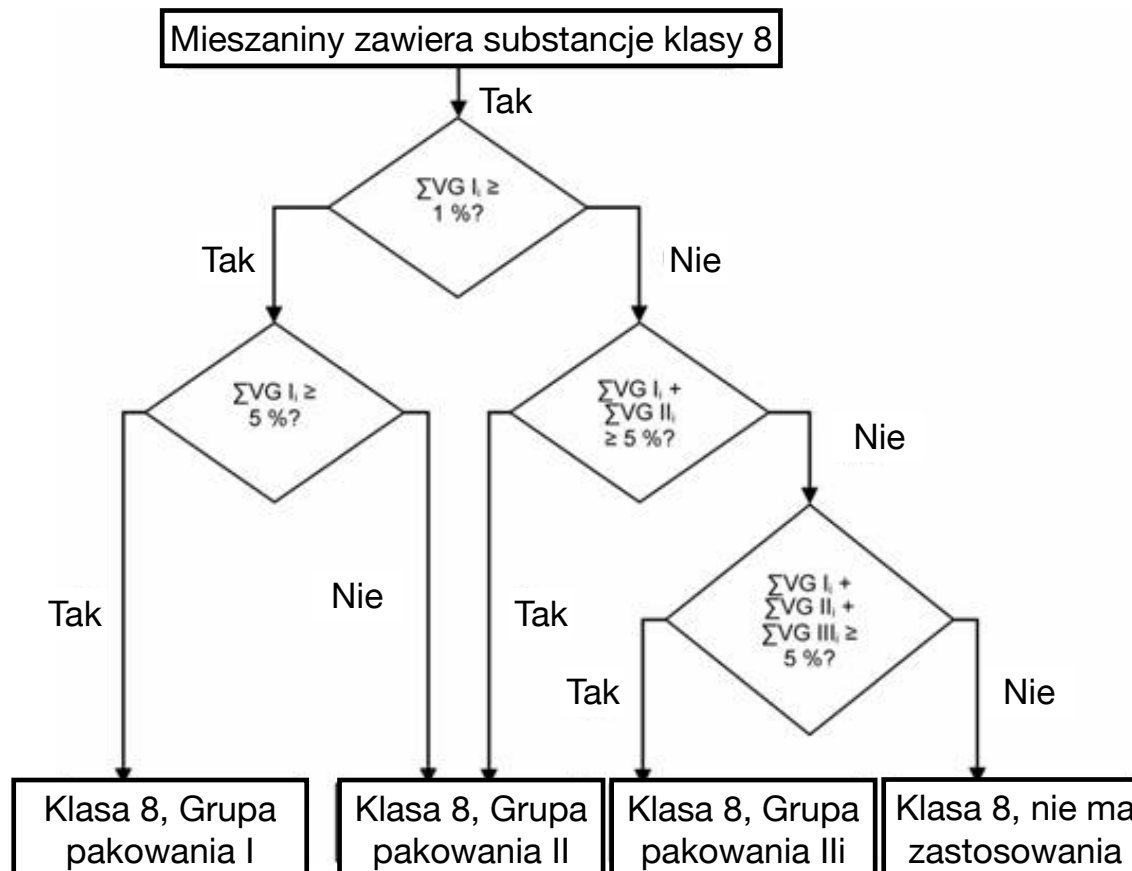 Mieszaniny zawiera substancje klasy 8
Tak
∑VG Iᵢ ≥
1 %?
Tak
Nie
∑VG Iᵢ ≥
5 %?
∑VG Iᵢ +
∑VG IIᵢ
≥ 5 %?
Nie
Tak
Nie
Tak
∑VG Iᵢ +
∑VG IIᵢ +
∑VG IIIᵢ ≥
5 %?
Tak
Nie
Klasa 8, Grupa
pakowania I
Klasa 8, Grupa
pakowania II
Klasa 8, Grupa
pakowania IIi
Klasa 8, nie ma
zastosowania